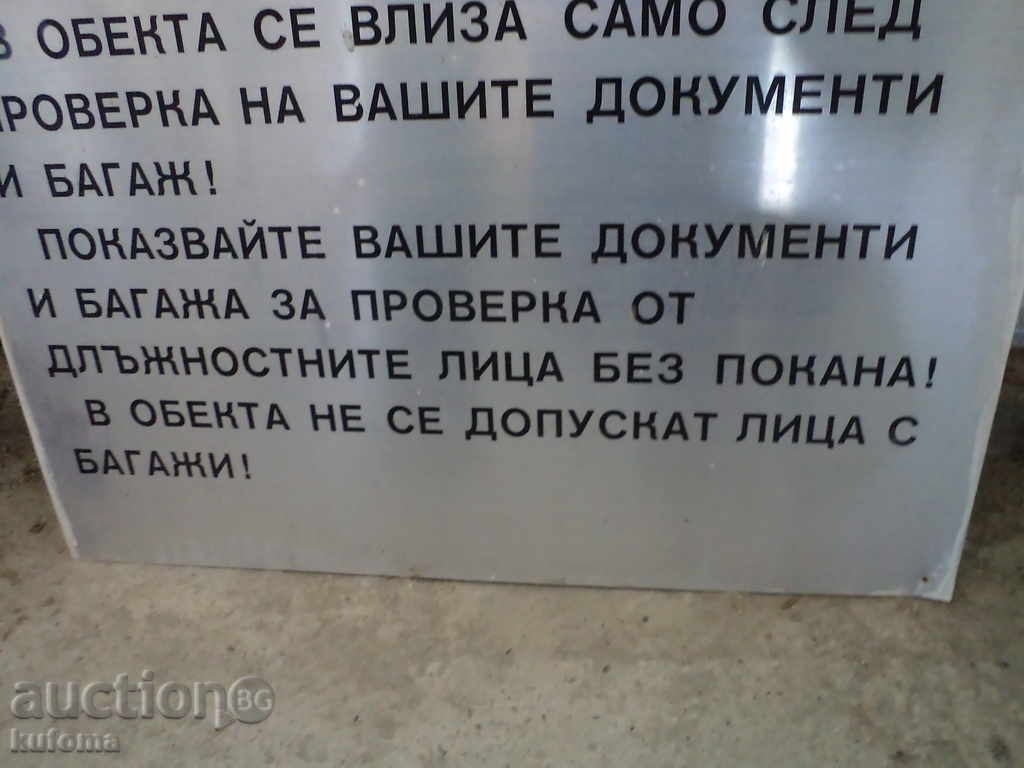 В ОБЕКТА СЕ ВЛИЗА САМО СЛЕД
ПРОВЕРКА НА ВАШИТЕ ДОКУМЕНТИ
И БАГАЖ!
ПОКАЗВАЙТЕ ВАШИТЕ ДОКУМЕНТИ
И БАГАЖА ЗА ПРОВЕРКА ОТ
ДЛЪЖНОСТНИТЕ ЛИЦА БЕЗ ПОКАНА!
В ОБЕКТА НЕ СЕ ДОПУСКАТ ЛИЦА С
БАГАЖИ!
auction BG
kufoma